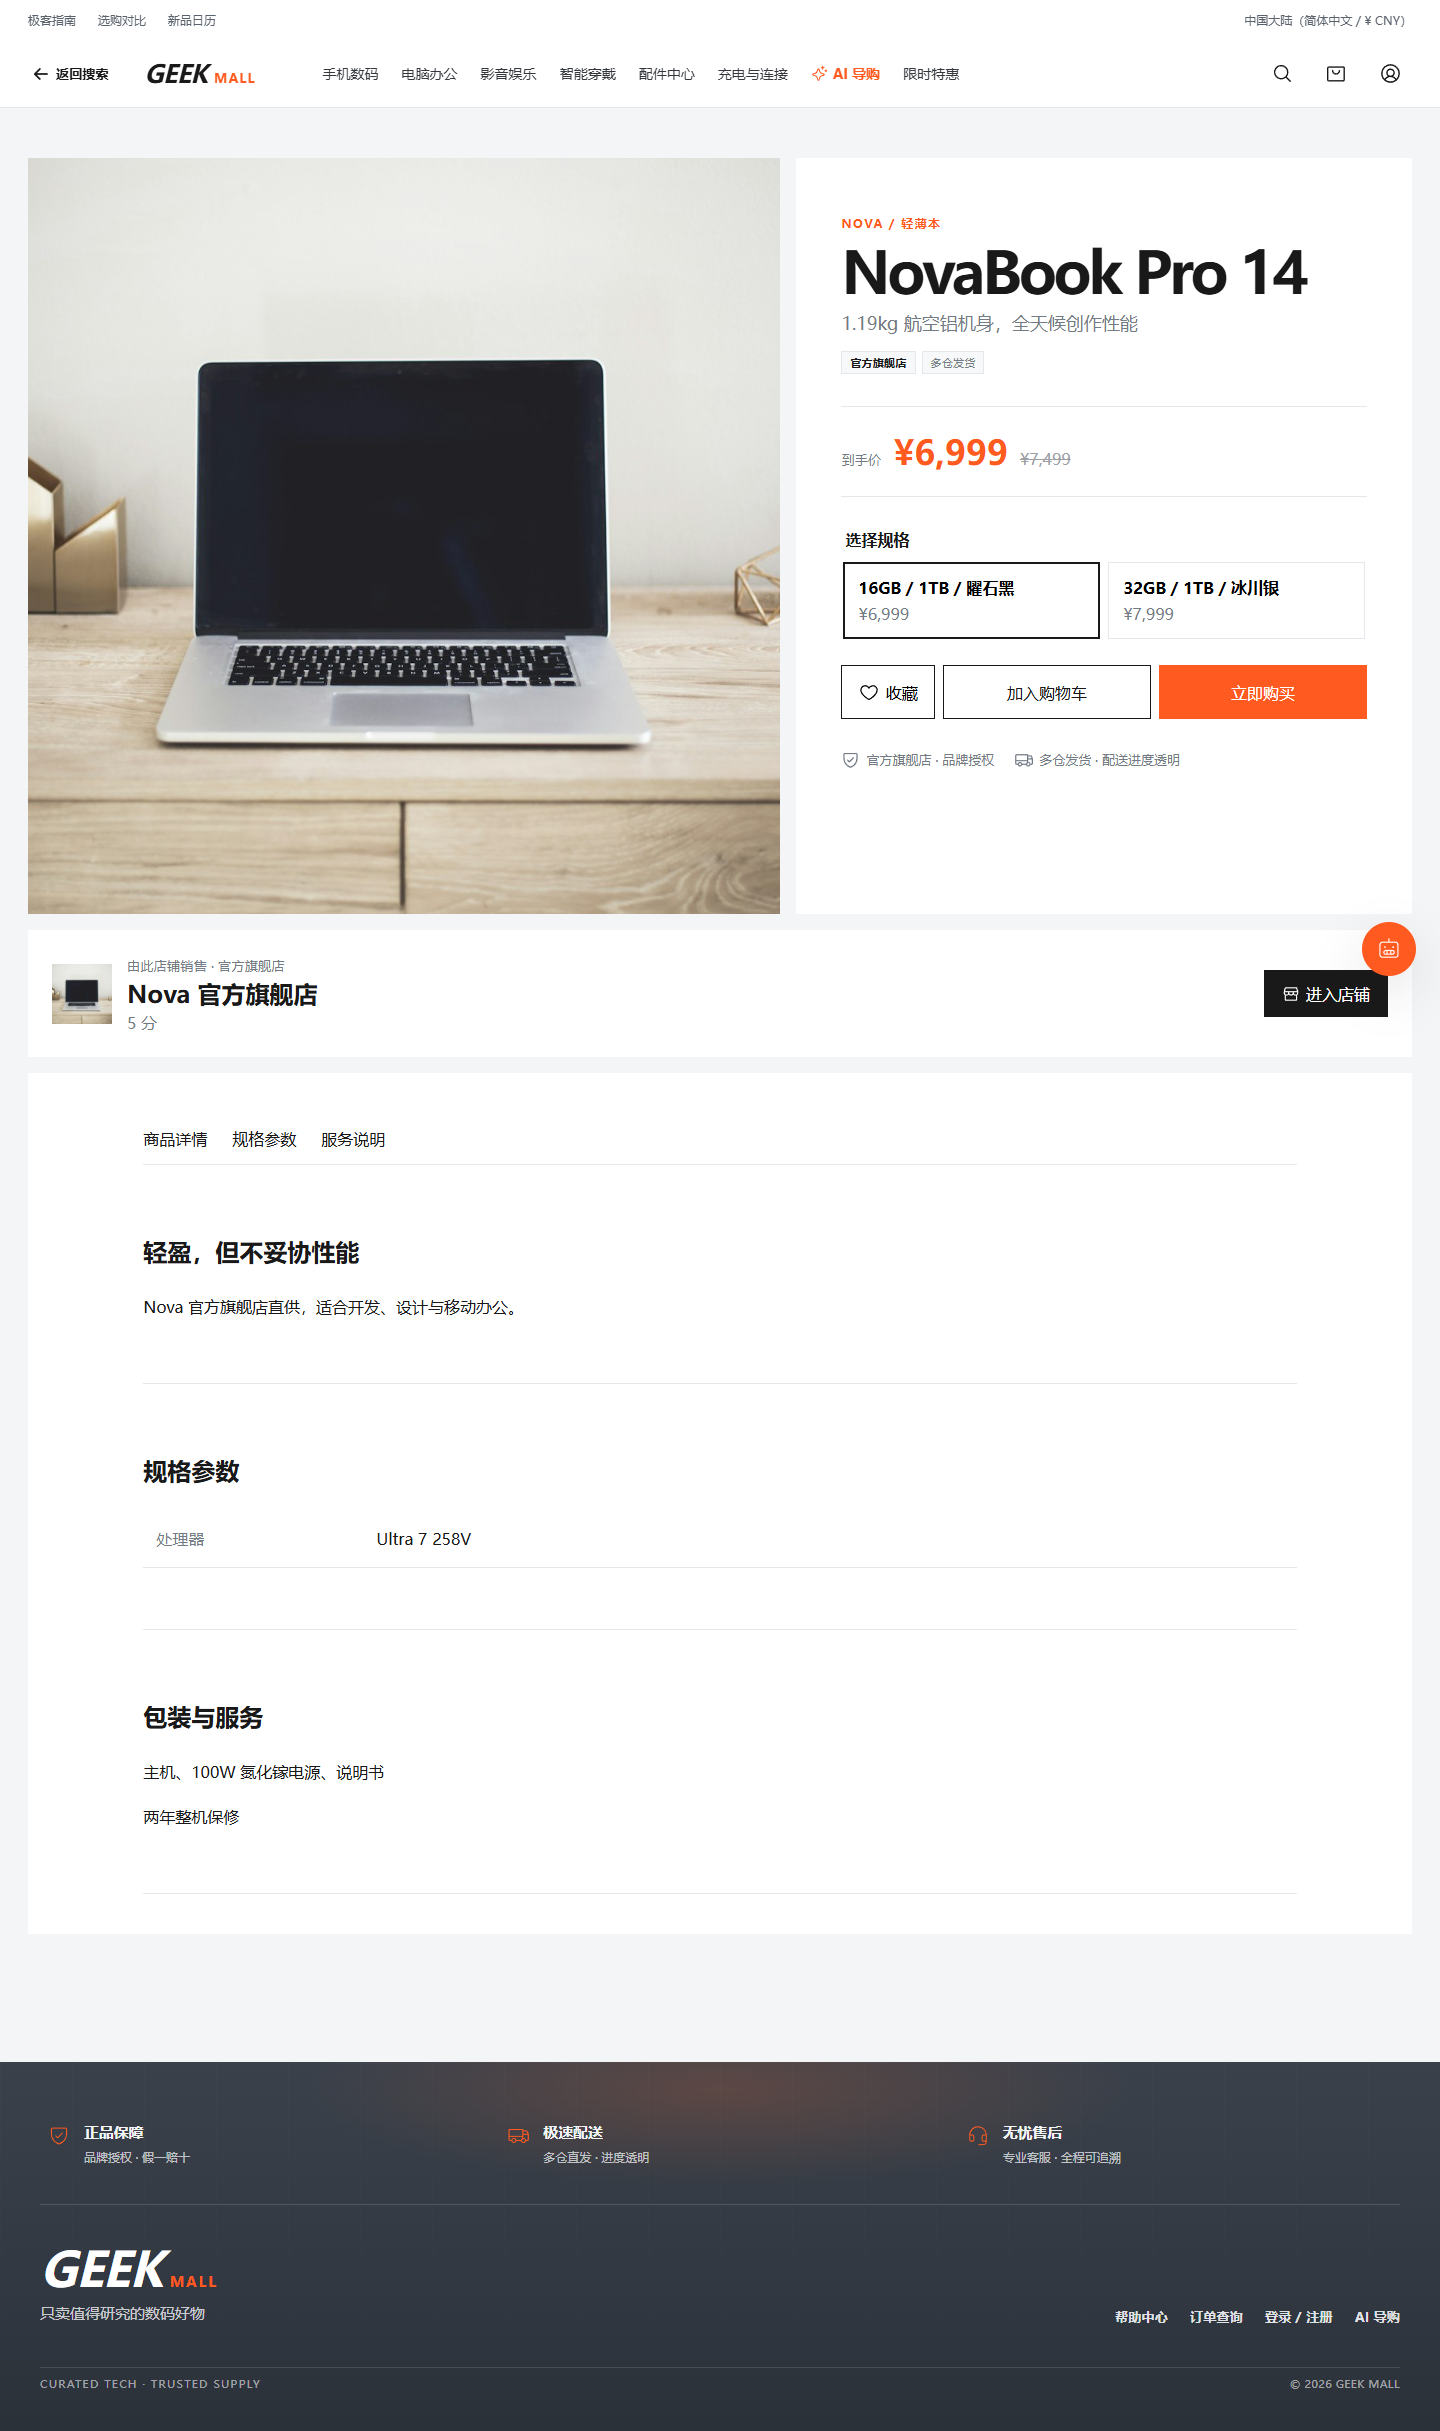 极客指南 选购对比 新品日历 中国大陆（简体中文 / ¥ CNY）
返回搜索 GEEK MALL 手机数码 电脑办公 影音娱乐 智能穿戴 配件中心 充电与连接 AI 导购 限时特惠
NOVA / 轻薄本
NovaBook Pro 14
1.19kg 航空铝机身，全天候创作性能
官方旗舰店 多仓发货
到手价 ¥6,999 ¥7,499
选择规格
16GB / 1TB / 曜石黑 32GB / 1TB / 冰川银
¥6,999 ¥7,999
收藏 加入购物车 立即购买
官方旗舰店 · 品牌授权 多仓发货 · 配送进度透明
由此店铺销售 · 官方旗舰店
Nova 官方旗舰店
5 分
进入店铺
商品详情 规格参数 服务说明
轻盈，但不妥协性能
Nova 官方旗舰店直供，适合开发、设计与移动办公。
规格参数
处理器 Ultra 7 258V
包装与服务
主机、100W 氮化镓电源、说明书
两年整机保修
正品保障 极速配送 无忧售后
品牌授权 · 假一赔十 多仓直发 · 进度透明 专业客服 · 全程可追溯
GEEK MALL
只卖值得研究的数码好物
帮助中心 订单查询 登录 / 注册 AI 导购
CURATED TECH · TRUSTED SUPPLY © 2026 GEEK MALL